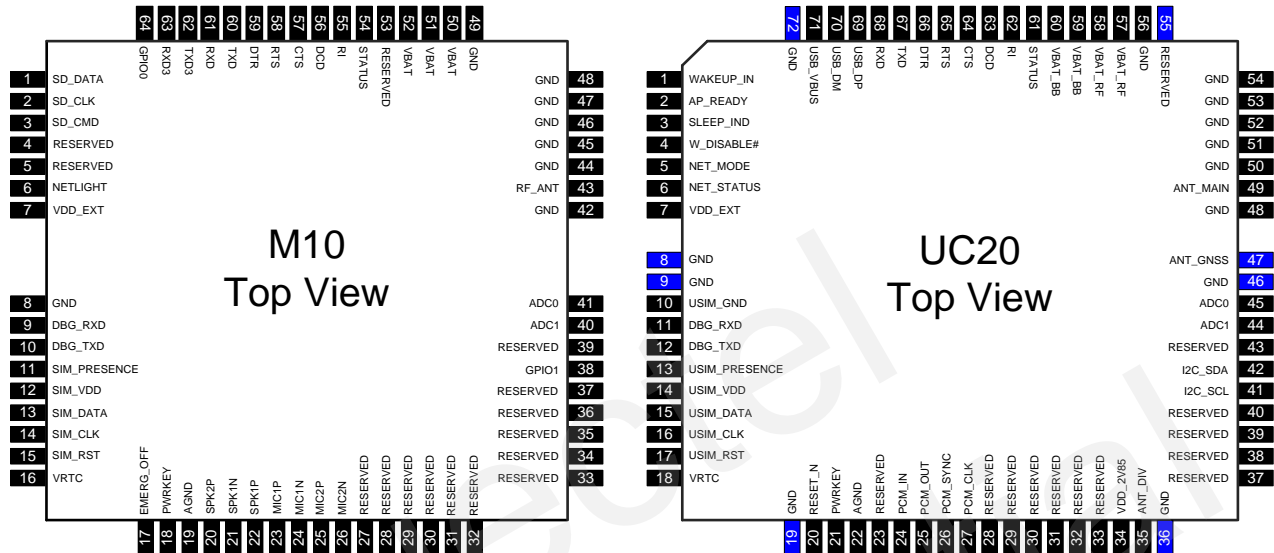 64 GPIO0
63 RXD3
62 TXD3
61 RXD
60 TXD
59 DTR
58 RTS
57 CTS
56 DCD
55 RI
54 STATUS
53 RESERVED
52 VBAT
51 VBAT
50 VBAT
49 GND
1 SD_DATA
2 SD_CLK
3 SD_CMD
4 RESERVED
5 RESERVED
6 NETLIGHT
7 VDD_EXT
8 GND
9 DBG_RXD
10 DBG_TXD
11 SIM_PRESENCE
12 SIM_VDD
13 SIM_DATA
14 SIM_CLK
15 SIM_RST
16 VRTC
M10
Top View
GND 48
GND 47
GND 46
GND 45
GND 44
RF_ANT 43
GND 42
ADC0 41
ADC1 40
RESERVED 39
GPIO1 38
RESERVED 37
RESERVED 36
RESERVED 35
RESERVED 34
RESERVED 33
EMERG_OFF 17
PWRKEY 18
AGND 19
SPK2P 20
SPK1N 21
SPK1P 22
MIC1P 23
MIC1N 24
MIC2P 25
MIC2N 26
RESERVED 27
RESERVED 28
RESERVED 29
RESERVED 30
RESERVED 31
RESERVED 32
72 GND
71 USB_VBUS
70 USB_DM
69 USB_DP
68 RXD
67 TXD
66 DTR
65 RTS
64 CTS
63 DCD
62 RI
61 STATUS
60 VBAT_BB
59 VBAT_BB
58 VBAT_RF
57 VBAT_RF
56 GND
55 RESERVED
1 WAKEUP_IN
2 AP_READY
3 SLEEP_IND
4 W_DISABLE#
5 NET_MODE
6 NET_STATUS
7 VDD_EXT
8 GND
9 GND
10 USIM_GND
11 DBG_RXD
12 DBG_TXD
13 USIM_PRESENCE
14 USIM_VDD
15 USIM_DATA
16 USIM_CLK
17 USIM_RST
18 VRTC
UC20
Top View
GND 54
GND 53
GND 52
GND 51
GND 50
ANT_MAIN 49
GND 48
ANT_GNSS 47
GND 46
ADC0 45
ADC1 44
RESERVED 43
I2C_SDA 42
I2C_SCL 41
RESERVED 40
RESERVED 39
RESERVED 38
RESERVED 37
GND 19
RESET_N 20
PWRKEY 21
AGND 22
RESERVED 23
PCM_IN 24
PCM_OUT 25
PCM_SYNC 26
PCM_CLK 27
RESERVED 28
RESERVED 29
RESERVED 30
RESERVED 31
RESERVED 32
RESERVED 33
VDD_2V85 34
ANT_DIV 35
GND 36